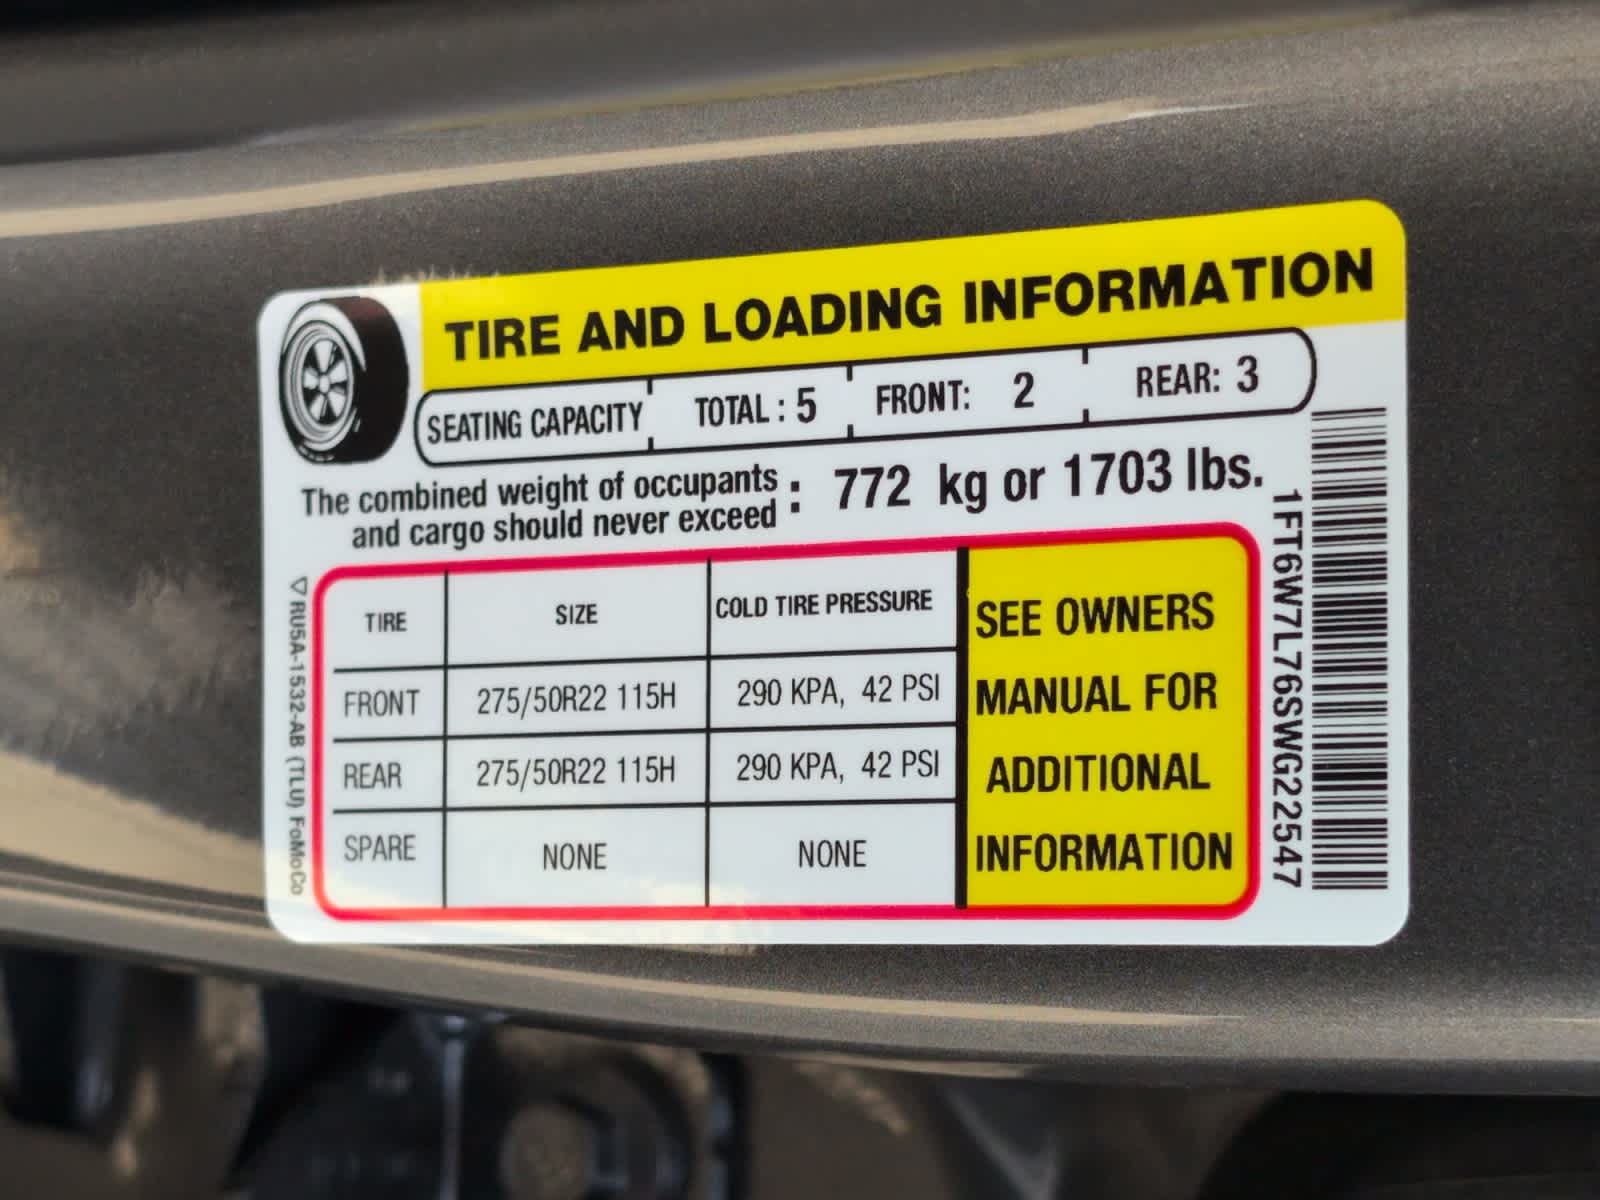 TIRE AND LOADING INFORMATION
SEATING CAPACITY TOTAL : 5 FRONT: 2 REAR: 3
The combined weight of occupants
and cargo should never exceed : 772 kg or 1703 lbs.
TIRE SIZE COLD TIRE PRESSURE
FRONT 275/50R22 115H 290 KPA, 42 PSI
REAR 275/50R22 115H 290 KPA, 42 PSI
SPARE NONE NONE
SEE OWNERS
MANUAL FOR
ADDITIONAL
INFORMATION
1FT6W7L76SWG22547
RU5A-1532-AB (TLU) FoMoCo